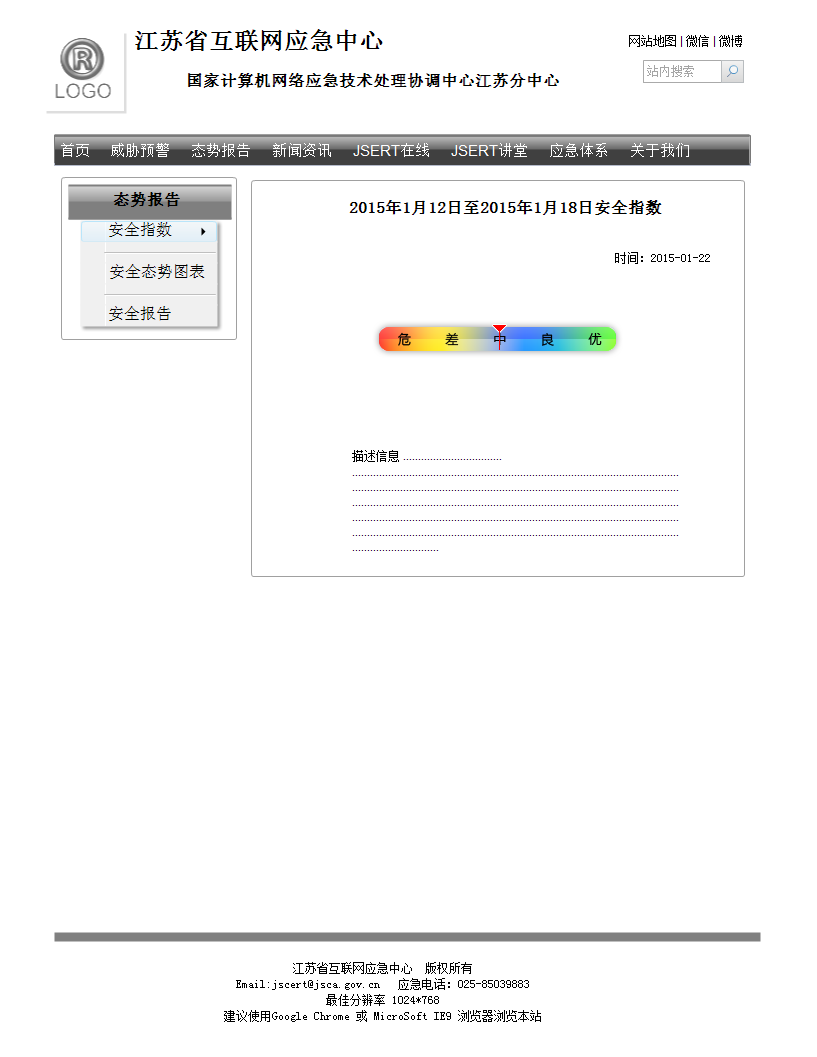 江苏省互联网应急中心
网站地图 | 微信 | 微博
® LOGO
国家计算机网络应急技术处理协调中心江苏分中心
站内搜索
首页 威胁预警 态势报告 新闻资讯 JSERT在线 JSERT讲堂 应急体系 关于我们
态势报告
安全指数
安全态势图表
安全报告
2015年1月12日至2015年1月18日安全指数
时间：2015-01-22
危 差 中 良 优
描述信息 .................................
.............................................................................................................
.............................................................................................................
.............................................................................................................
.............................................................................................................
.............................................................................................................
.............................
江苏省互联网应急中心 版权所有
Email:jscert@jsca.gov.cn 应急电话：025-85039883
最佳分辨率 1024*768
建议使用Google Chrome 或 MicroSoft IE9 浏览器浏览本站